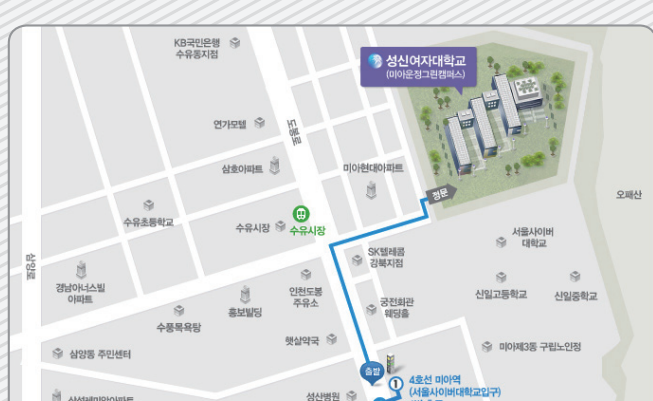 KB국민은행
수유동지점
성신여자대학교
(미아운정그린캠퍼스)
연가모텔
도봉로
삼호아파트
미아현대아파트
정문
오패산
수유초등학교
수유시장
수유시장
서울사이버
대학교
SK텔레콤
강북지점
삼양로
경남아너스빌
아파트
인천도봉
주유소
신일고등학교
신일중학교
홍보빌딩
궁전회관
웨딩홀
수풍목욕탕
햇살약국
미아제3동 구립노인정
삼양동 주민센터
출발
1
4호선 미아역
(서울사이버대학교입구)
성산병원